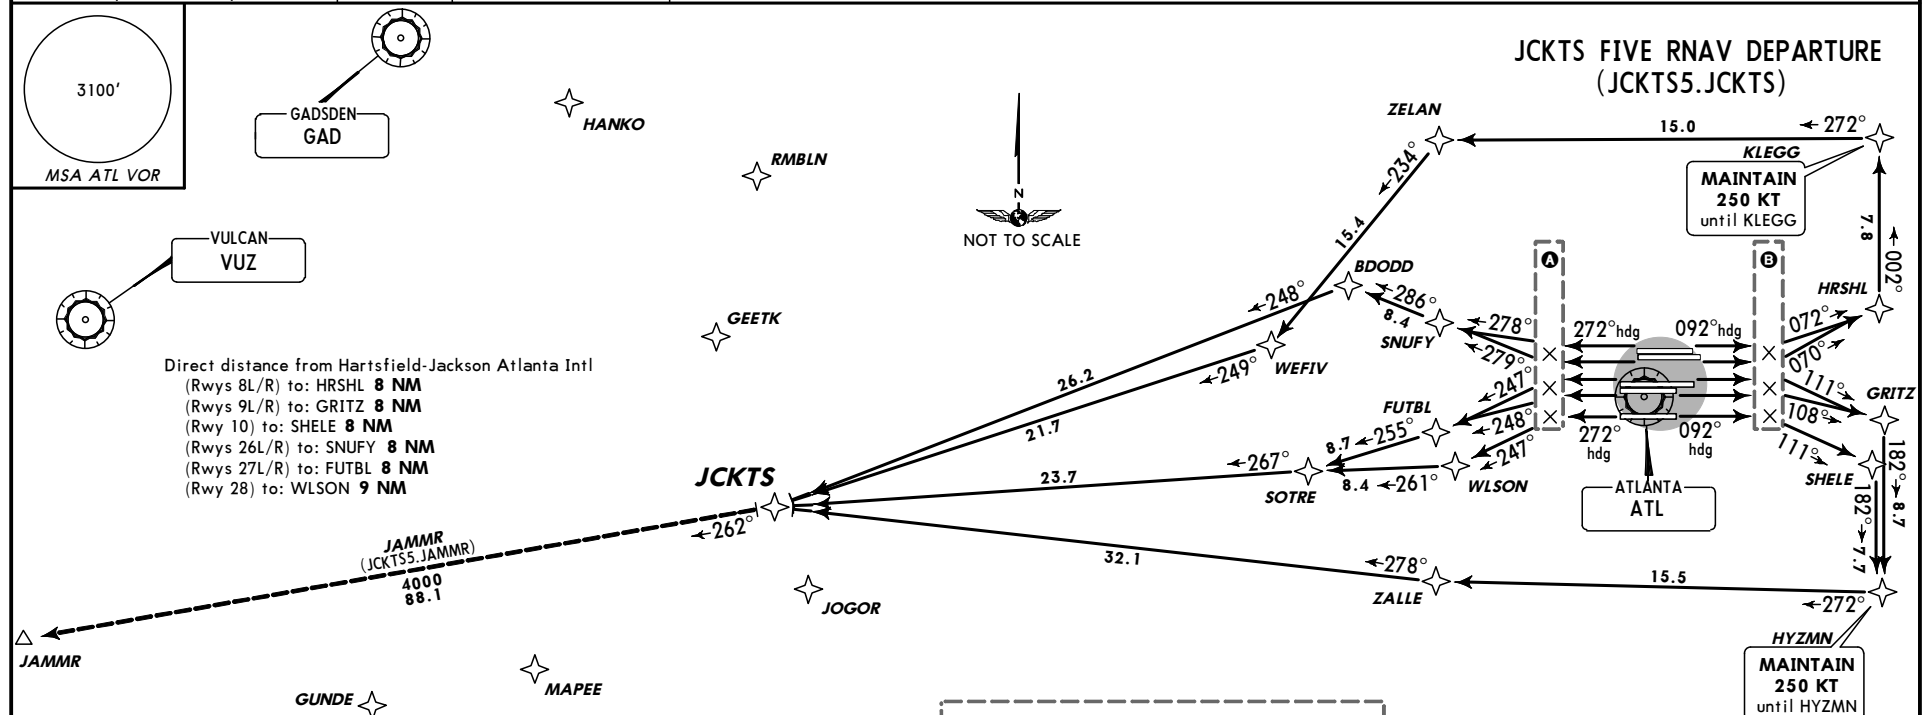 JCKTS FIVE RNAV DEPARTURE
(JCKTS5.JCKTS)
3100'
MSA ATL VOR
GADSDEN
GAD
HANKO
RMBLN
N
NOT TO SCALE
VULCAN
VUZ
GEETK
Direct distance from Hartsfield-Jackson Atlanta Intl
(Rwys 8L/R) to: HRSHL 8 NM
(Rwys 9L/R) to: GRITZ 8 NM
(Rwy 10) to: SHELE 8 NM
(Rwys 26L/R) to: SNUFY 8 NM
(Rwys 27L/R) to: FUTBL 8 NM
(Rwy 28) to: WLSON 9 NM
ZELAN
15.0
272°
KLEGG
MAINTAIN
250 KT
until KLEGG
234°
15.4
7.8
002°
BDODD
248°
286°
8.4
SNUFY
278°
279°
A
B
272°hdg
092°hdg
072°
070°
HRSHL
WEFIV
249°
26.2
21.7
247°
FUTBL
248°
255°
8.7
247°
272°
hdg
092°
hdg
111°
108°
111°
GRITZ
SHELE
182°
8.7
182°
7.7
JCKTS
23.7
267°
SOTRE
8.4
261°
WLSON
ATLANTA
ATL
262°
JAMMR
(JCKTS5.JAMMR)
4000
88.1
32.1
278°
ZALLE
15.5
272°
HYZMN
MAINTAIN
250 KT
until HYZMN
JOGOR
JAMMR
MAPEE
GUNDE